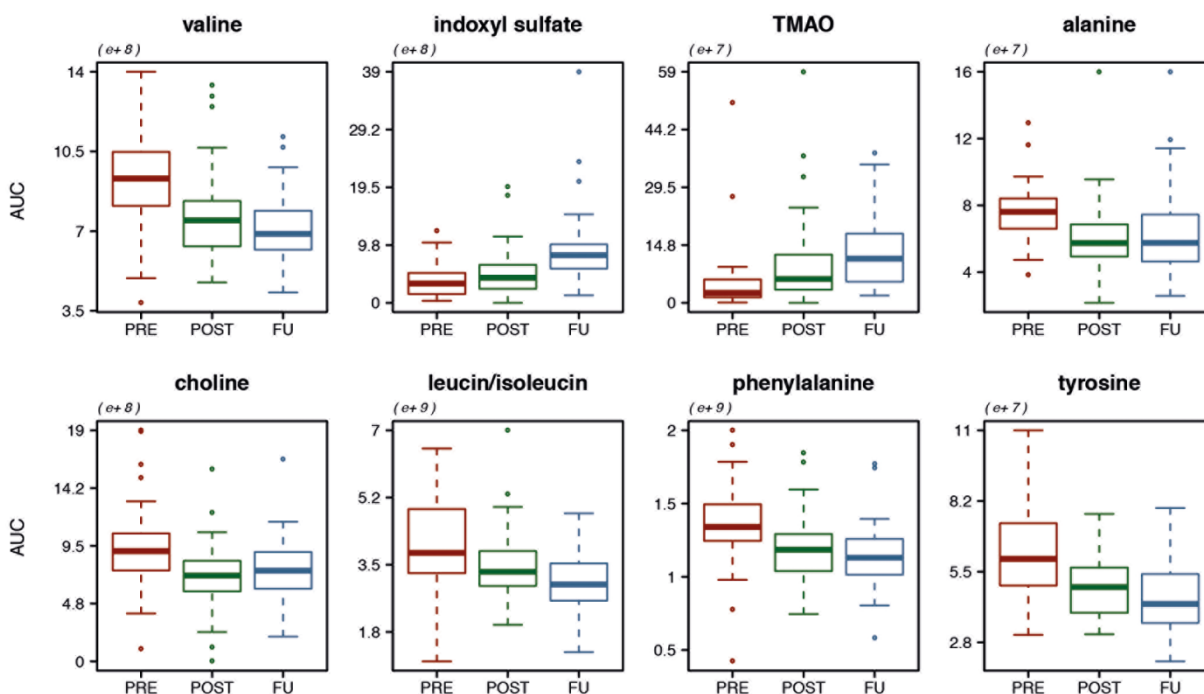 valine indoxyl sulfate TMAO alanine
( e+ 8 ) ( e+ 8 ) ( e+ 7 ) ( e+ 7 )
14 39 59 16
10.5 29.2 44.2 12
AUC 7 19.5 29.5 8
3.5 9.8 14.8 4
0 0
PRE POST FU PRE POST FU PRE POST FU PRE POST FU
choline leucin/isoleucin phenylalanine tyrosine
( e+ 8 ) ( e+ 9 ) ( e+ 9 ) ( e+ 7 )
19 7 2 11
14.2 5.2 1.5 8.2
AUC 9.5 3.5 1 5.5
4.8 1.8 0.5 2.8
0
PRE POST FU PRE POST FU PRE POST FU PRE POST FU